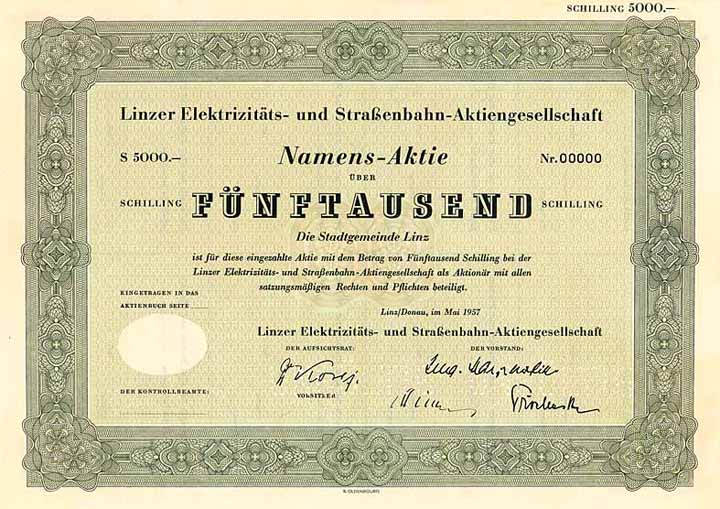 SCHILLING 5000.—
Linzer Elektrizitäts- und Straßenbahn-Aktiengesellschaft
S 5000.— Namens-Aktie Nr. 00000
ÜBER
SCHILLING FÜNFTAUSEND SCHILLING
Die Stadtgemeinde Linz
ist für diese eingezahlte Aktie mit dem Betrag von Fünftausend Schilling bei der
Linzer Elektrizitäts- und Straßenbahn-Aktiengesellschaft als Aktionär mit allen
satzungsmäßigen Rechten und Pflichten beteiligt.
EINGETRAGEN IN DAS
AKTIENBUCH SEITE
Linz/Donau, im Mai 1957
Linzer Elektrizitäts- und Straßenbahn-Aktiengesellschaft
DER AUFSICHTSRAT: DER VORSTAND:
VORSITZER
DER KONTROLLBEAMTE:
R. OLDENBOURG